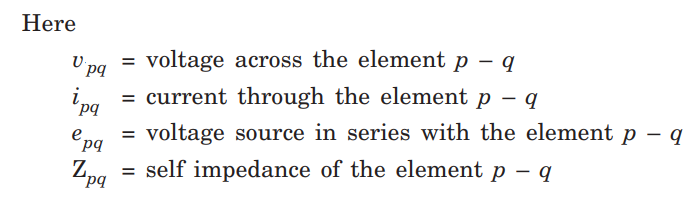 Here
v_pq = voltage across the element p – q
i_pq = current through the element p – q
e_pq = voltage source in series with the element p – q
Z_pq = self impedance of the element p – q